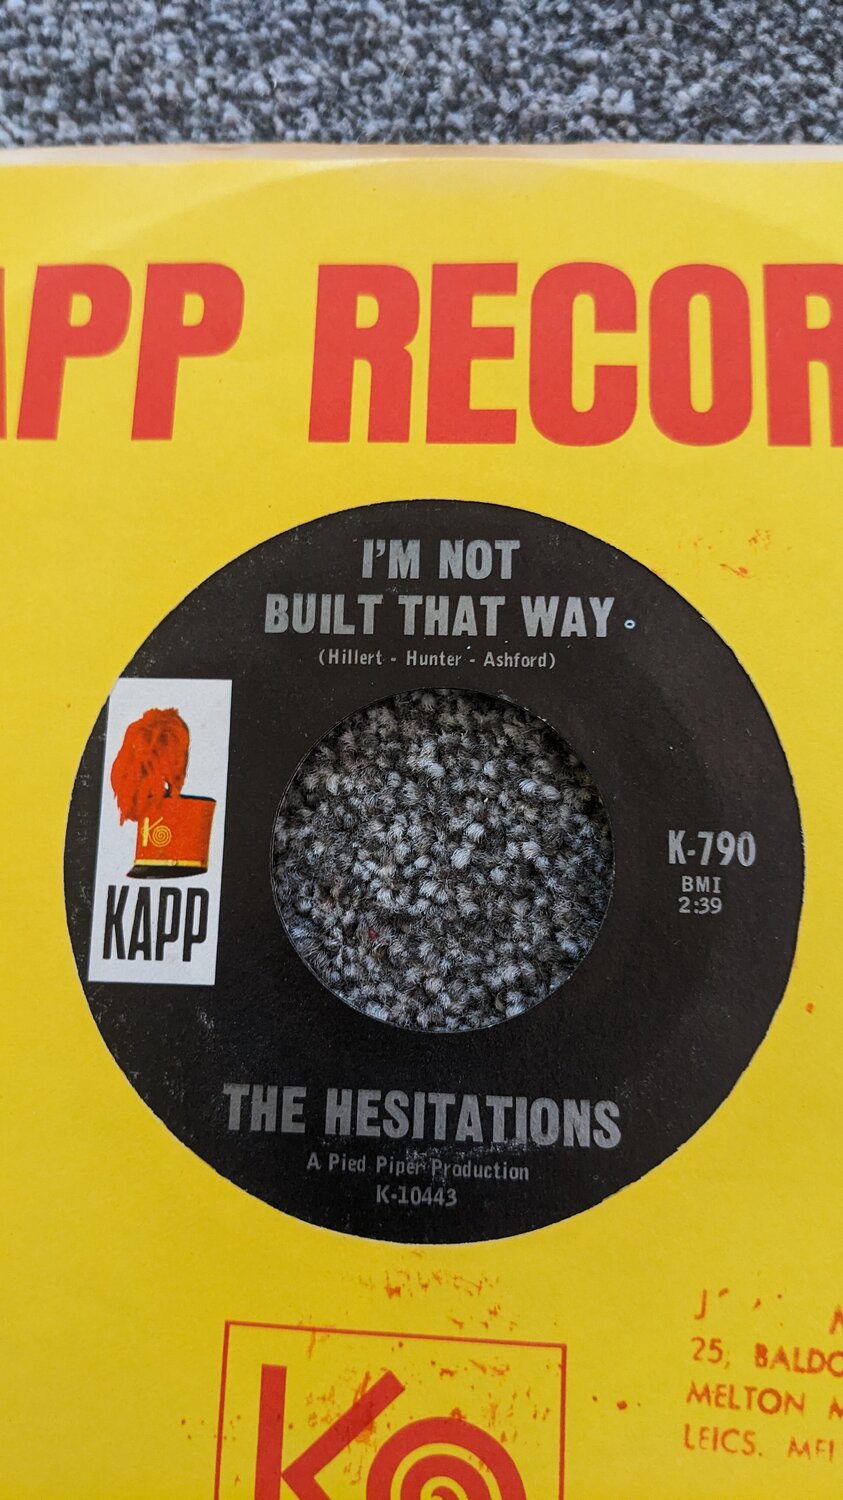 APP RECOR
I'M NOT
BUILT THAT WAY
(Hillert - Hunter - Ashford)
KAPP
K-790
BMI
2:39
THE HESITATIONS
A Pied Piper Production
K-10443
25, BALDO
MELTON M
LEICS. MEL